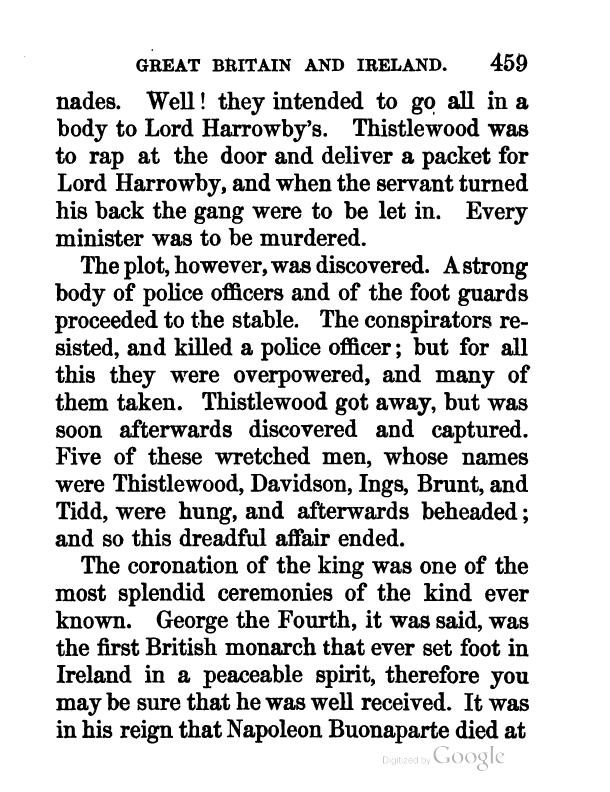 GREAT BRITAIN AND IRELAND. 459
nades. Well! they intended to go all in a
body to Lord Harrowby's. Thistlewood was
to rap at the door and deliver a packet for
Lord Harrowby, and when the servant turned
his back the gang were to be let in. Every
minister was to be murdered.
The plot, however, was discovered. A strong
body of police officers and of the foot guards
proceeded to the stable. The conspirators re-
sisted, and killed a police officer; but for all
this they were overpowered, and many of
them taken. Thistlewood got away, but was
soon afterwards discovered and captured.
Five of these wretched men, whose names
were Thistlewood, Davidson, Ings, Brunt, and
Tidd, were hung, and afterwards beheaded;
and so this dreadful affair ended.
The coronation of the king was one of the
most splendid ceremonies of the kind ever
known. George the Fourth, it was said, was
the first British monarch that ever set foot in
Ireland in a peaceable spirit, therefore you
may be sure that he was well received. It was
in his reign that Napoleon Buonaparte died at
Digitized by Google